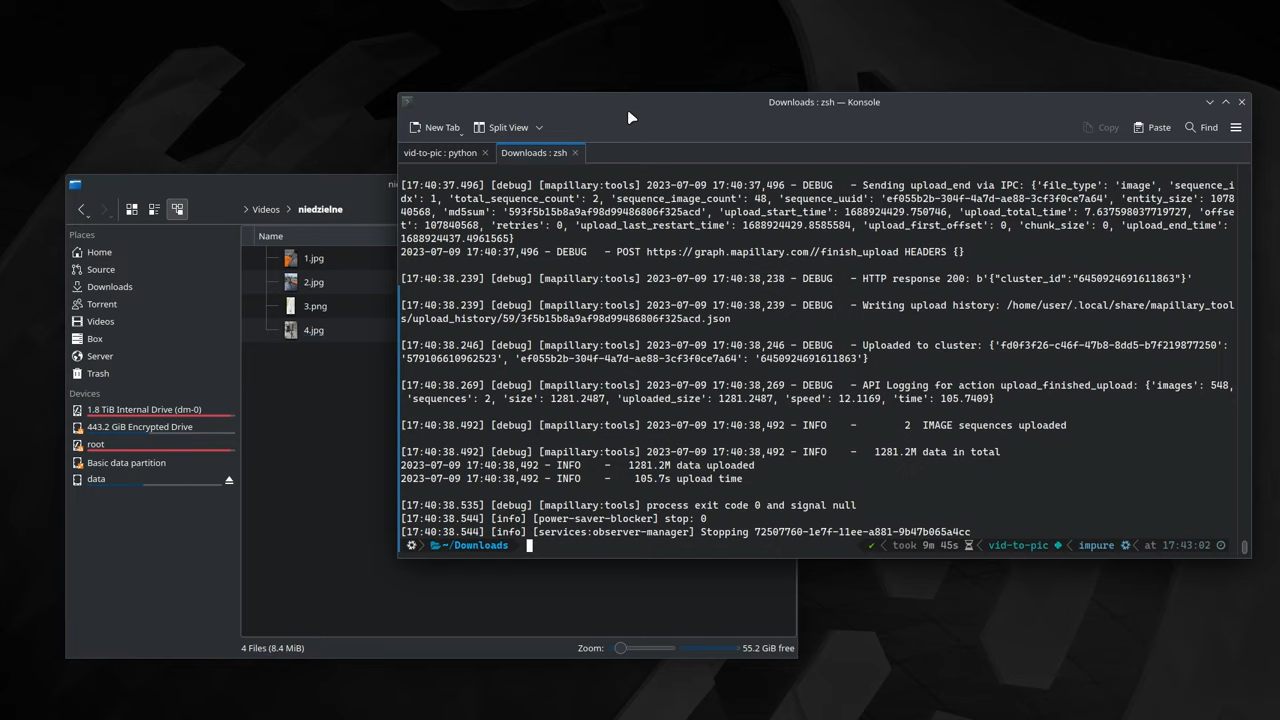 Downloads : zsh — Konsole
New Tab
Split View
Copy
Paste
Find
vid-to-pic : python
Downloads : zsh
[17:40:37.496] [debug] [mapillary:tools] 2023-07-09 17:40:37,496 - DEBUG   - Sending upload_end via IPC: {'file_type': 'image', 'sequence_i
dx': 1, 'total_sequence_count': 2, 'sequence_image_count': 48, 'sequence_uuid': 'ef055b2b-304f-4a7d-ae88-3cf3f0ce7a64', 'entity_size': 1078
40568, 'md5sum': '593f5b15b8a9af98d99486806f325acd', 'upload_start_time': 1688924429.750746, 'upload_total_time': 7.637598037719727, 'offse
t': 107840568, 'retries': 0, 'upload_last_restart_time': 1688924429.8585584, 'upload_first_offset': 0, 'chunk_size': 0, 'upload_end_time':
1688924437.4961565}
2023-07-09 17:40:37,496 - DEBUG   - POST https://graph.mapillary.com//finish_upload HEADERS {}
[17:40:38.239] [debug] [mapillary:tools] 2023-07-09 17:40:38,238 - DEBUG   - HTTP response 200: b'{"cluster_id":"6450924691611863"}'
[17:40:38.239] [debug] [mapillary:tools] 2023-07-09 17:40:38,239 - DEBUG   - Writing upload history: /home/user/.local/share/mapillary_tool
s/upload_history/59/3f5b15b8a9af98d99486806f325acd.json
[17:40:38.246] [debug] [mapillary:tools] 2023-07-09 17:40:38,246 - DEBUG   - Uploaded to cluster: {'fd0f3f26-c46f-47b8-8dd5-b7f219877250':
'579106610962523', 'ef055b2b-304f-4a7d-ae88-3cf3f0ce7a64': '6450924691611863'}
[17:40:38.269] [debug] [mapillary:tools] 2023-07-09 17:40:38,269 - DEBUG   - API Logging for action upload_finished_upload: {'images': 548,
'sequences': 2, 'size': 1281.2487, 'uploaded_size': 1281.2487, 'speed': 12.1169, 'time': 105.7409}
[17:40:38.492] [debug] [mapillary:tools] 2023-07-09 17:40:38,492 - INFO    -        2  IMAGE sequences uploaded
[17:40:38.492] [debug] [mapillary:tools] 2023-07-09 17:40:38,492 - INFO    -   1281.2M data in total
2023-07-09 17:40:38,492 - INFO    -   1281.2M data uploaded
2023-07-09 17:40:38,492 - INFO    -    105.7s upload time
[17:40:38.535] [debug] [mapillary:tools] process exit code 0 and signal null
[17:40:38.544] [info] [power-saver-blocker] stop: 0
[17:40:38.544] [info] [services:observer-manager] Stopping 72507760-1e7f-11ee-a881-9b47b065a4cc
~/Downloads
took 9m 45s
vid-to-pic
impure
at 17:43:02
Videos
niedzielne
Places
Home
Source
Downloads
Torrent
Videos
Box
Server
Trash
Devices
1.8 TiB Internal Drive (dm-0)
443.2 GiB Encrypted Drive
root
Basic data partition
data
Name
1.jpg
2.jpg
3.png
4.jpg
4 Files (8.4 MiB)
Zoom:
55.2 GiB free